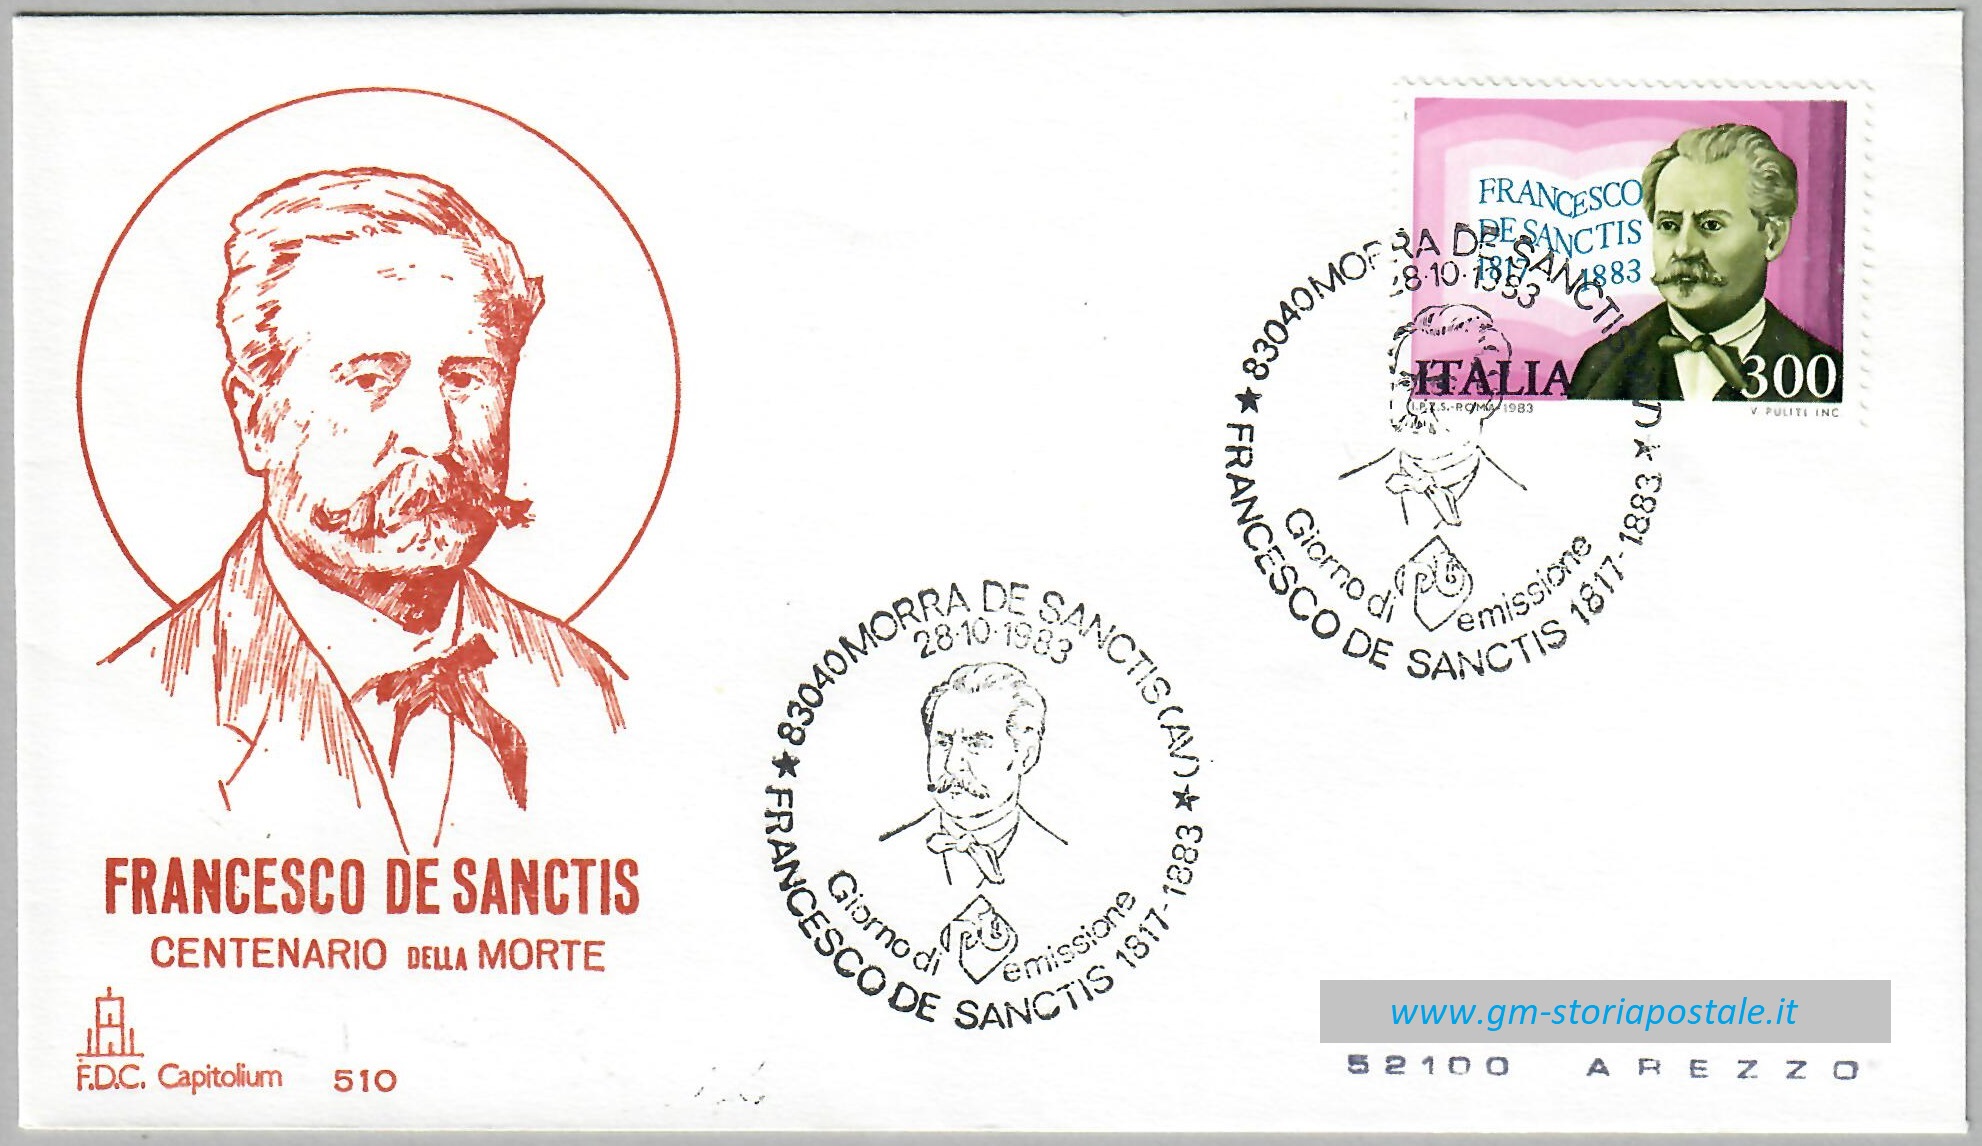 FRANCESCO
DE SANCTIS
1817 1883
ITALIA
300
I.P.Z.S.-ROMA-1983
V. PULITI INC
83040 MORRA DE SANCTIS (AV)
28·10·1983
Giorno di emissione
FRANCESCO DE SANCTIS 1817-1883
83040 MORRA DE SANCTIS (AV)
28·10·1983
Giorno di emissione
FRANCESCO DE SANCTIS 1817-1883
FRANCESCO DE SANCTIS
CENTENARIO DELLA MORTE
F.D.C. Capitolium 510
www.gm-storiapostale.it
52100 AREZZO